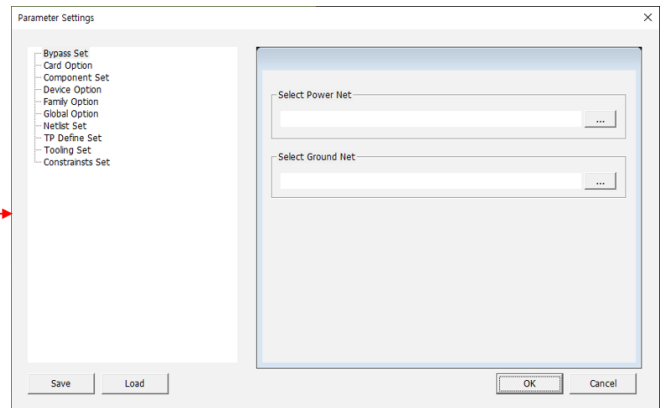 Parameter Settings
Bypass Set
Card Option
Component Set
Device Option
Family Option
Global Option
Netlist Set
TP Define Set
Tooling Set
Constrainsts Set
Select Power Net
...
Select Ground Net
...
Save
Load
OK
Cancel